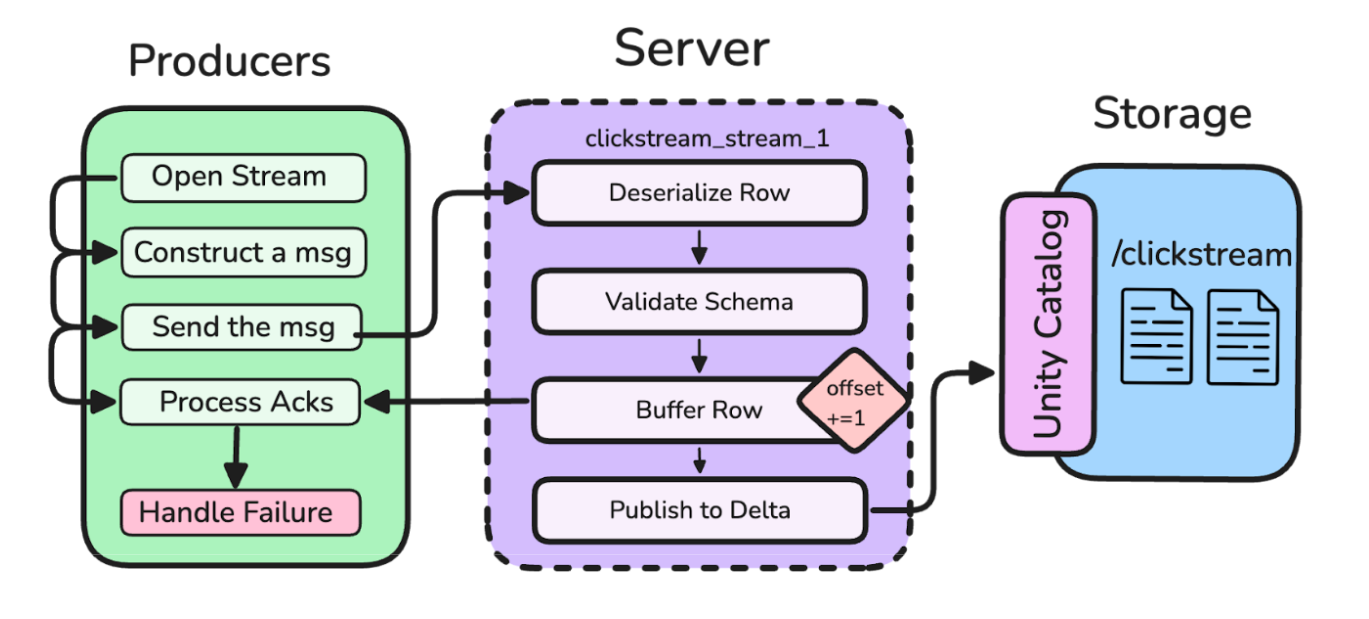 Producers
Open Stream
Construct a msg
Send the msg
Process Acks
Handle Failure
Server
clickstream_stream_1
Deserialize Row
Validate Schema
Buffer Row
offset
+=1
Publish to Delta
Storage
Unity Catalog
/clickstream